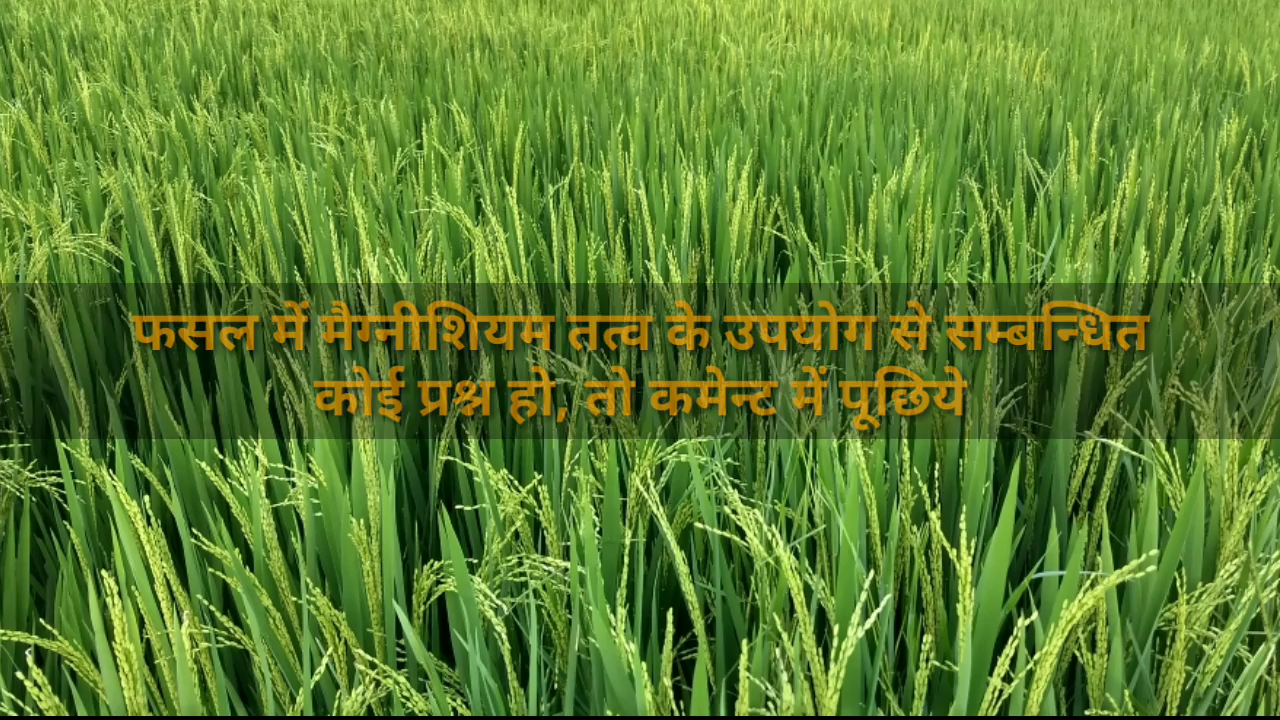 फसल में मैग्नीशियम तत्व के उपयोग से सम्बन्धित
कोई प्रश्न हो, तो कमेन्ट में पूछिये